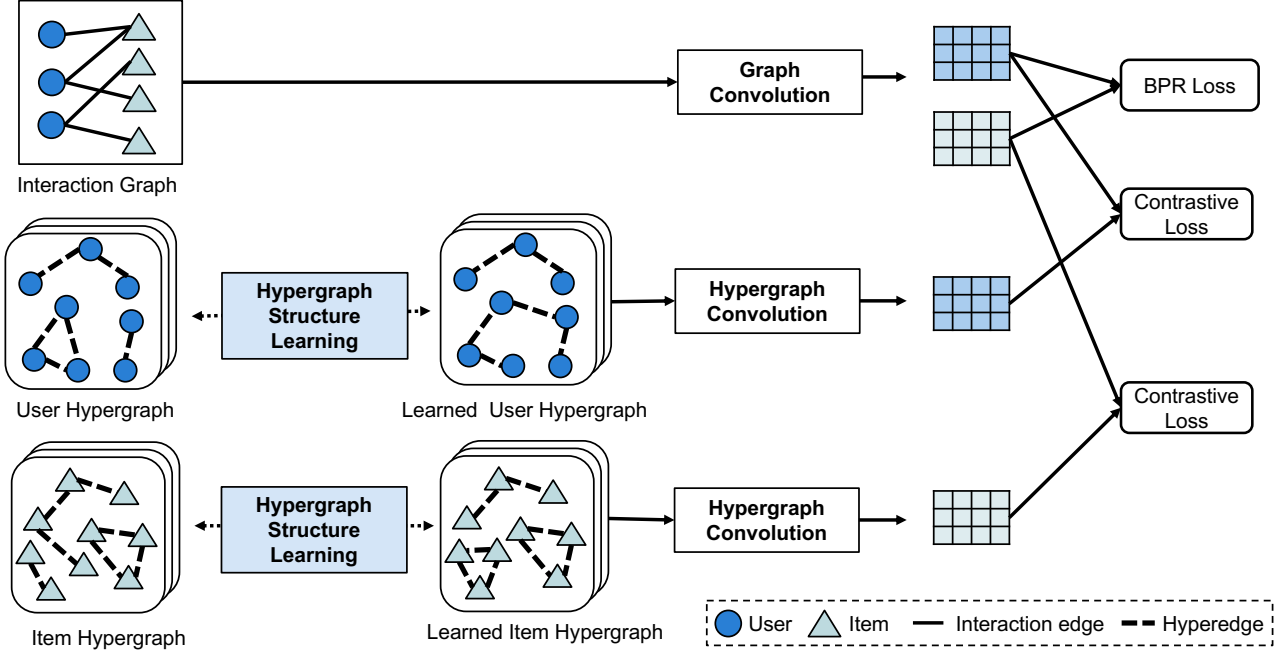 Graph
Convolution
BPR Loss
Interaction Graph
Contrastive
Loss
Hypergraph
Structure
Learning
Hypergraph
Convolution
User Hypergraph
Learned User Hypergraph
Contrastive
Loss
Hypergraph
Structure
Learning
Hypergraph
Convolution
Item Hypergraph
Learned Item Hypergraph
User Item Interaction edge Hyperedge